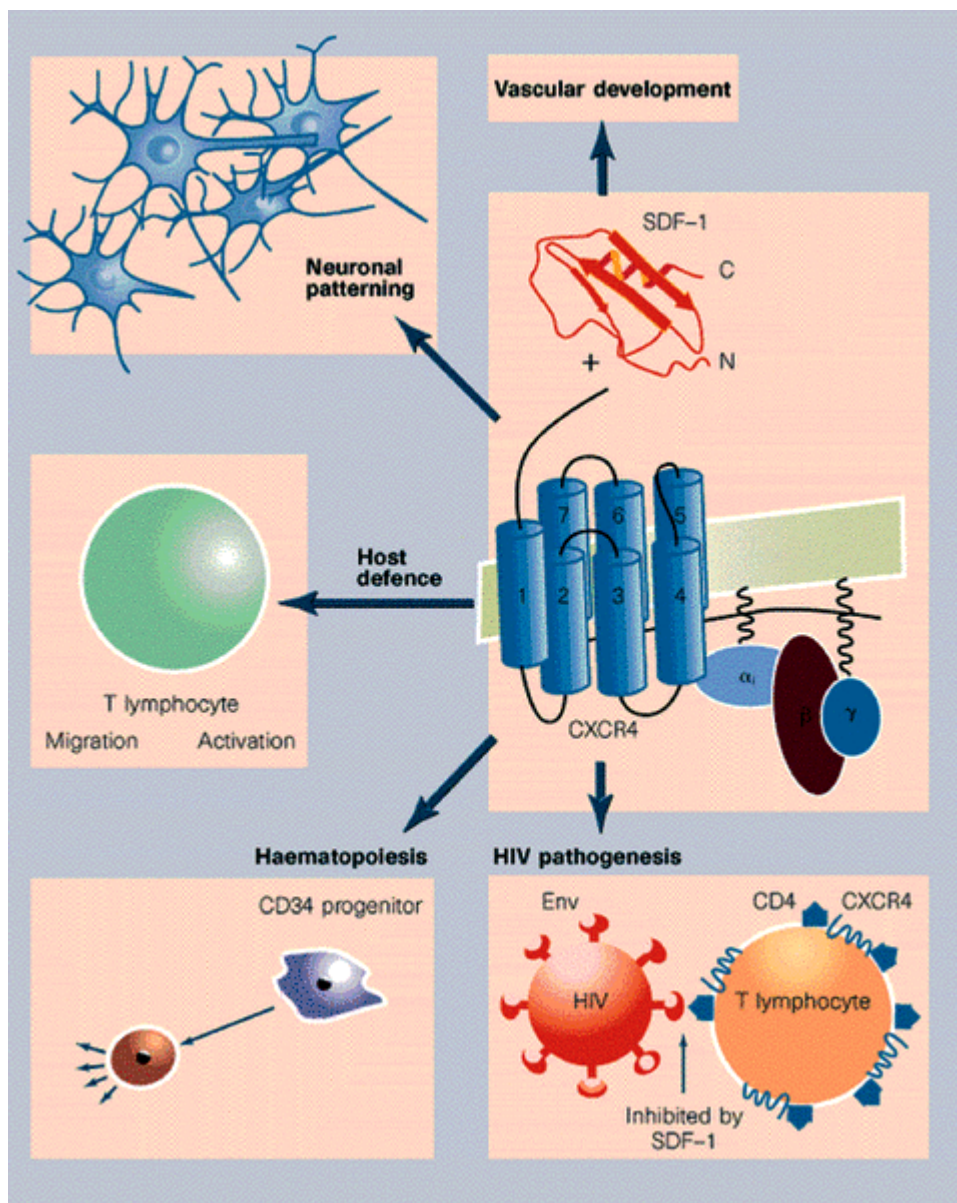 Vascular development
Neuronal
patterning
SDF–1
C
+
N
7
6
5
1
2
3
4
Host
defence
T lymphocyte
Migration
Activation
αi
β
γ
CXCR4
Haematopoiesis
HIV pathogenesis
CD34 progenitor
Env
CD4
CXCR4
HIV
T lymphocyte
Inhibited by
SDF–1